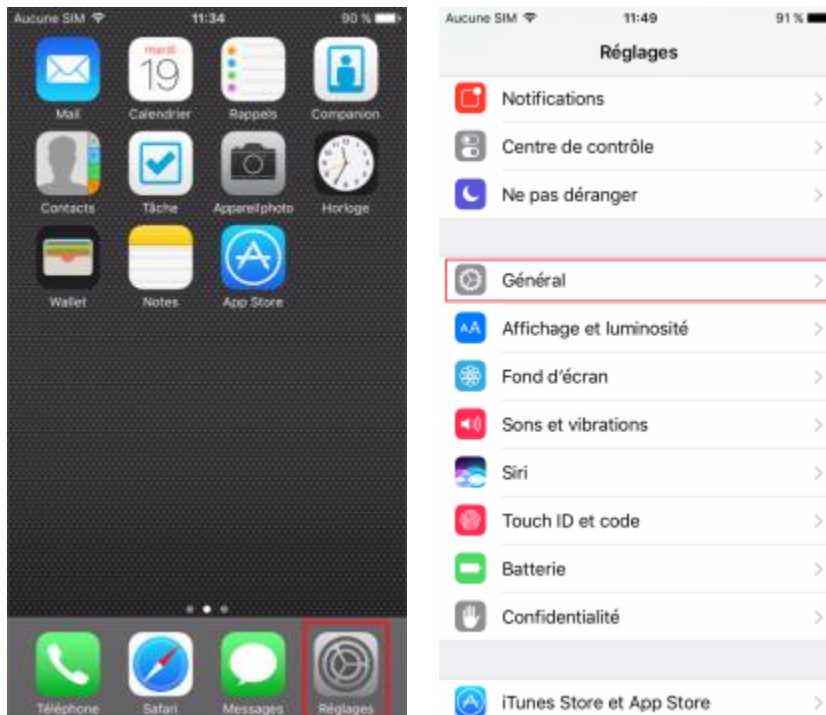 Aucune SIM 11:34 90 %
mardi
19
Mail Calendrier Rappels Companion
Contacts Tâche Appareil photo Horloge
Wallet Notes App Store
Téléphone Safari Messages Réglages
Aucune SIM 11:49 91 %
Réglages
Notifications
Centre de contrôle
Ne pas déranger
Général
AA Affichage et luminosité
Fond d'écran
Sons et vibrations
Siri
Touch ID et code
Batterie
Confidentialité
iTunes Store et App Store